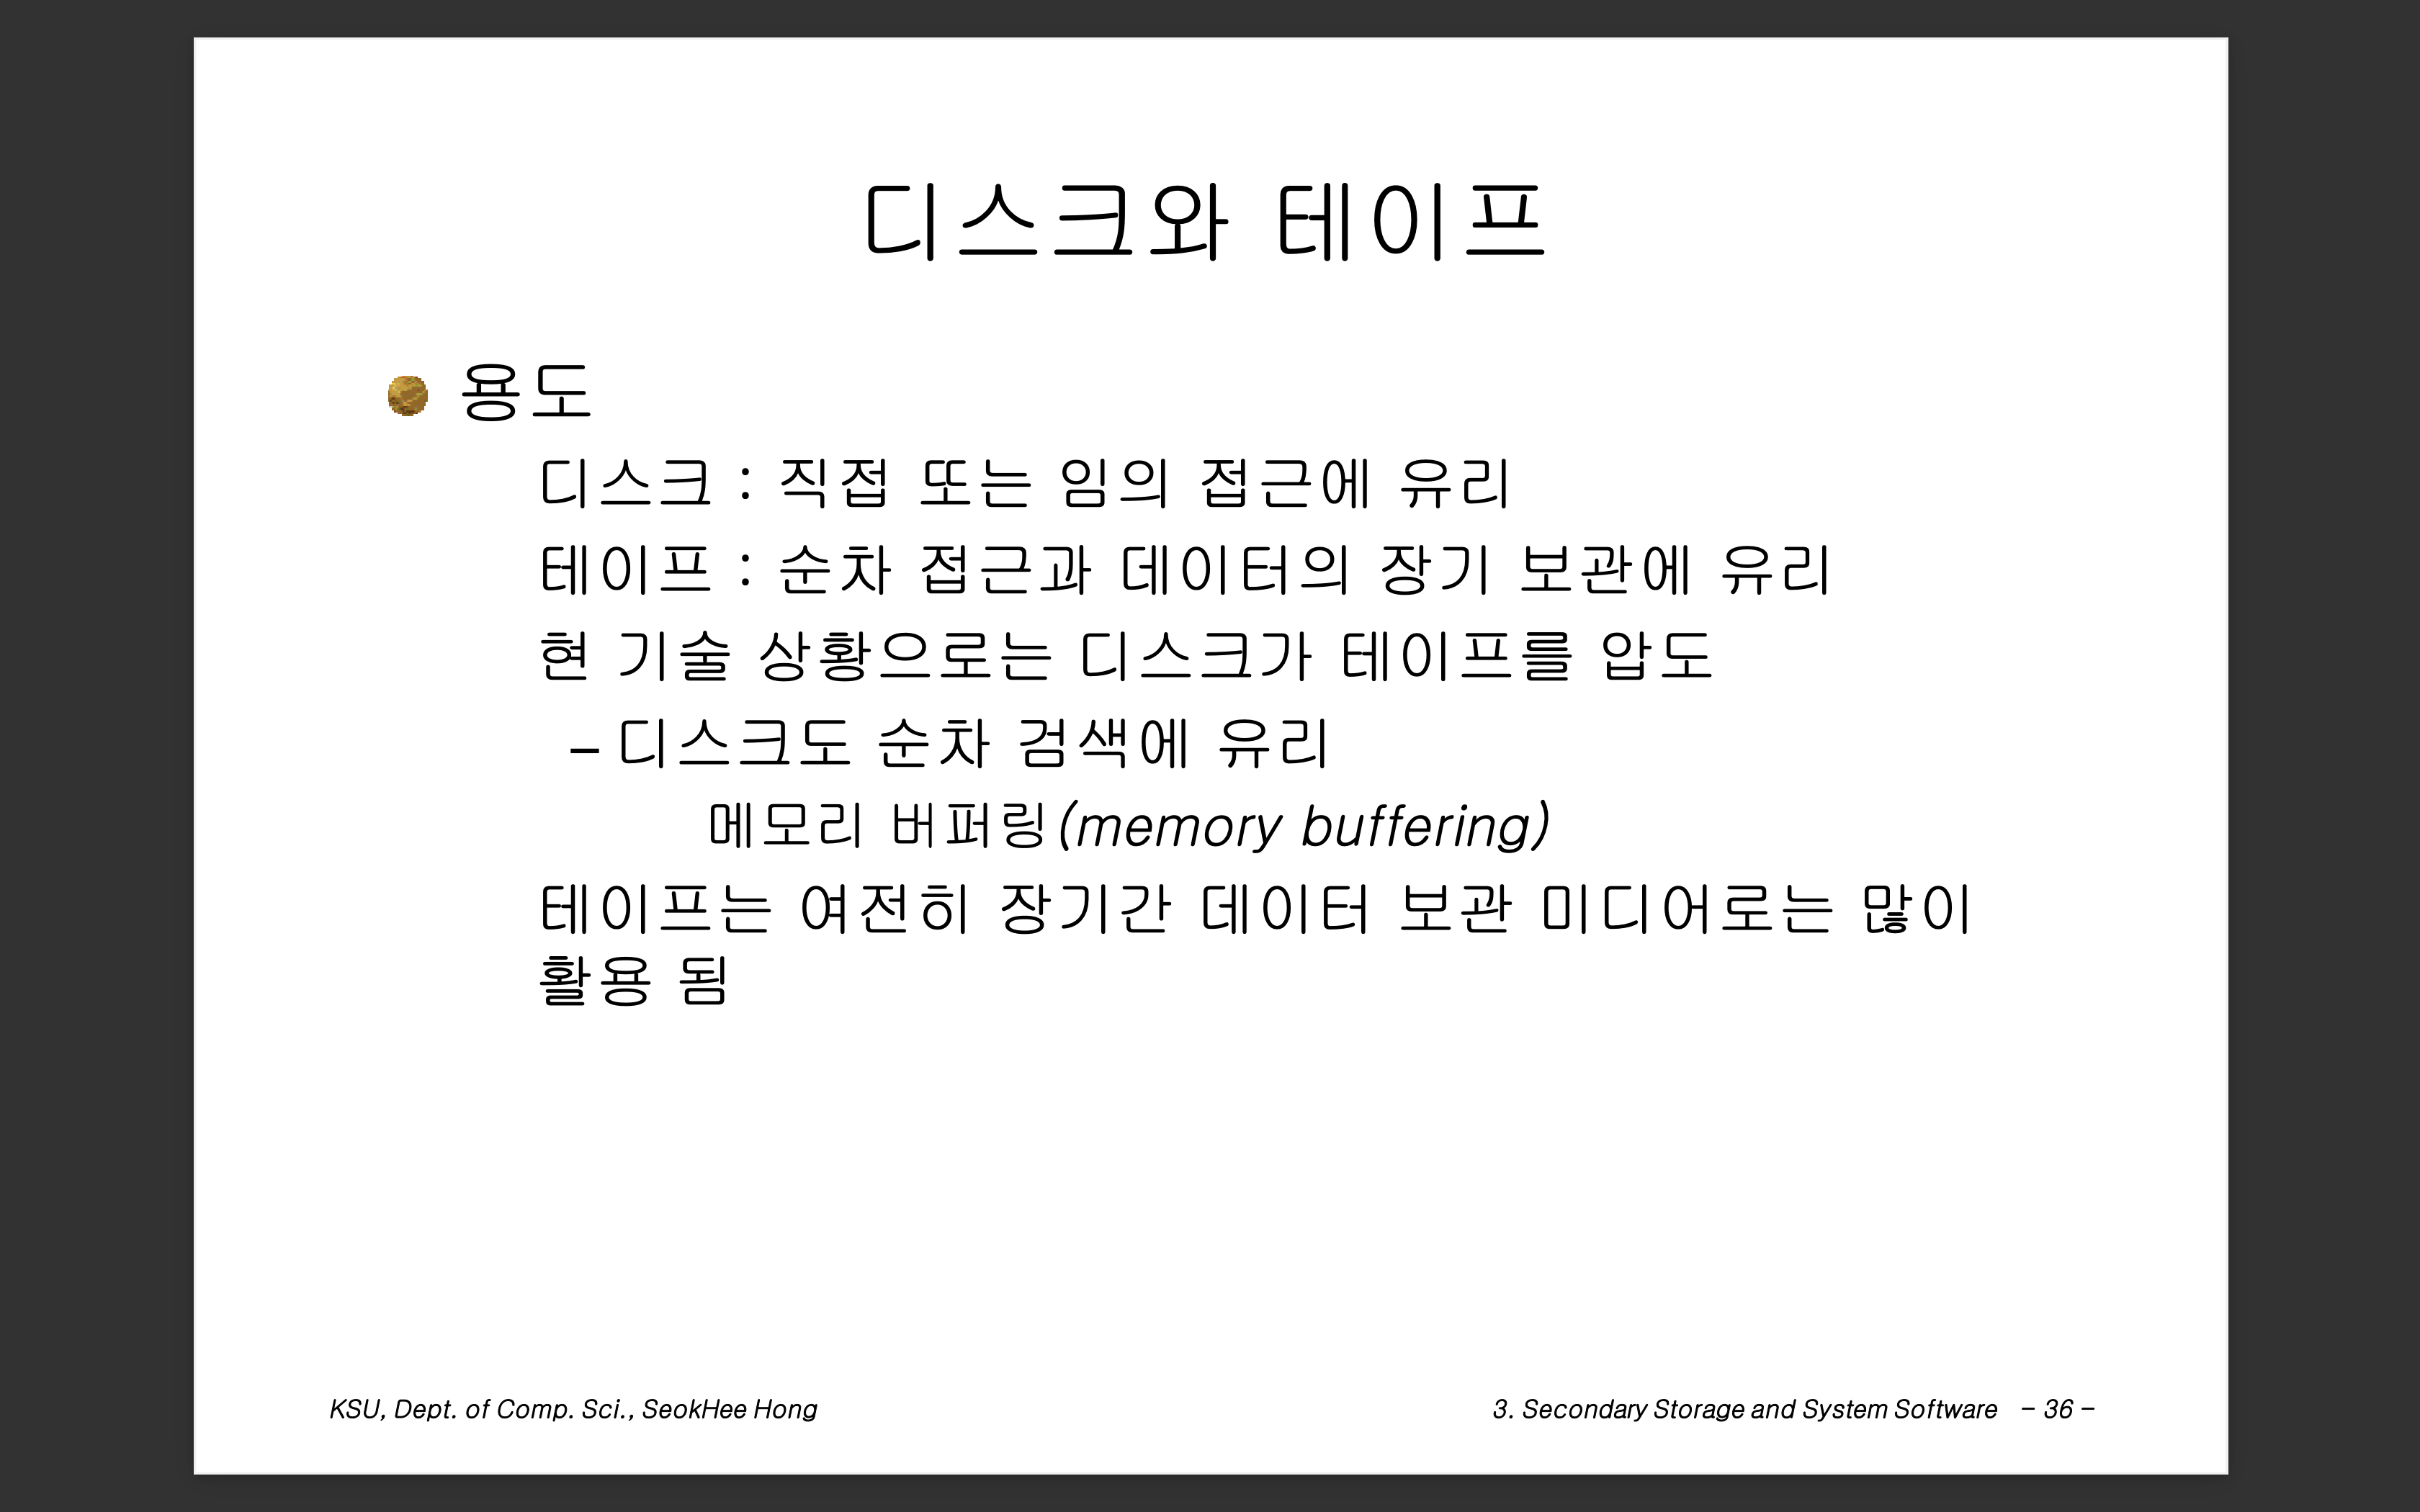 디스크와 테이프
용도
디스크 : 직접 또는 임의 접근에 유리
테이프 : 순차 접근과 데이터의 장기 보관에 유리
현 기술 상황으로는 디스크가 테이프를 압도
– 디스크도 순차 검색에 유리
메모리 버퍼링(memory buffering)
테이프는 여전히 장기간 데이터 보관 미디어로는 많이
활용 됨
KSU, Dept. of Comp. Sci., SeokHee Hong
3. Secondary Storage and System Software – 36 –